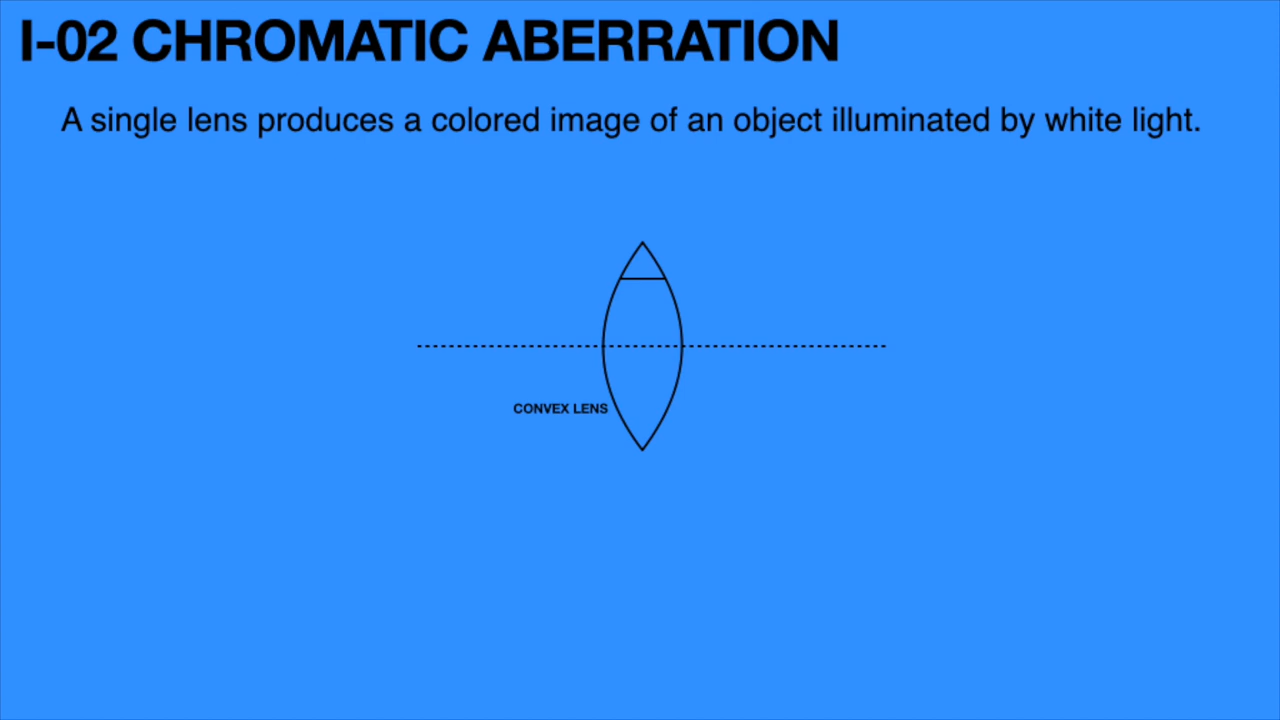 I-02 CHROMATIC ABERRATION
A single lens produces a colored image of an object illuminated by white light.
CONVEX LENS